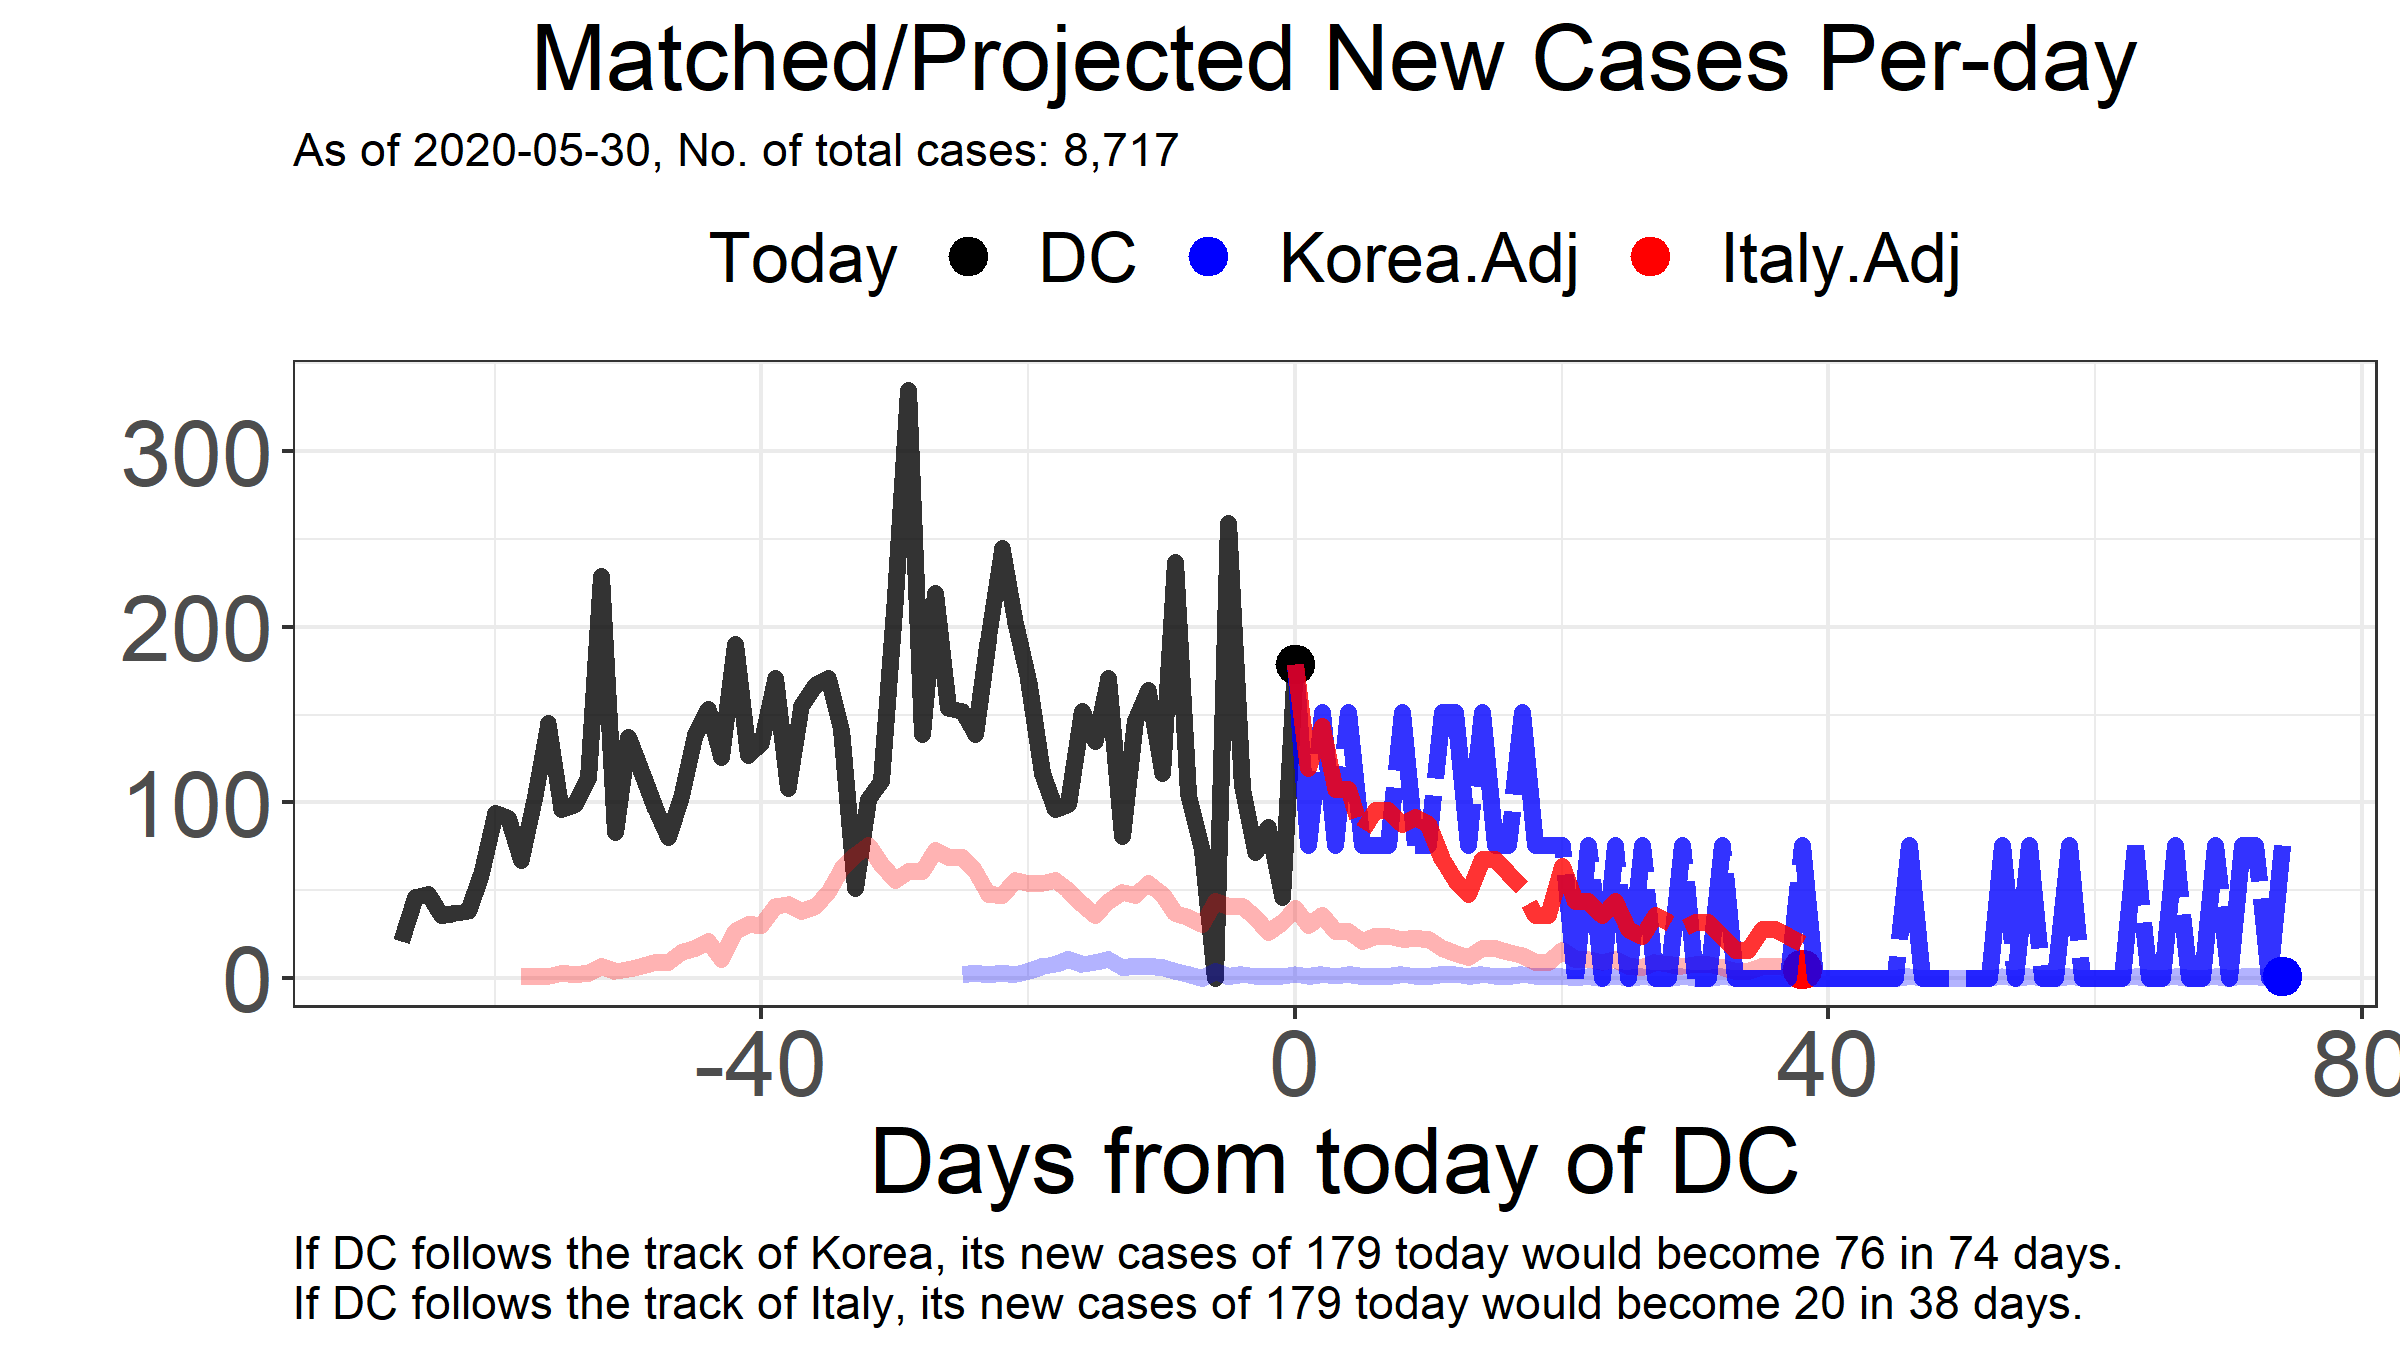 Matched/Projected New Cases Per-day
As of 2020-05-30, No. of total cases: 8,717
Today DC Korea.Adj Italy.Adj
300
200
100
0
-40 0 40 80
Days from today of DC
If DC follows the track of Korea, its new cases of 179 today would become 76 in 74 days.
If DC follows the track of Italy, its new cases of 179 today would become 20 in 38 days.